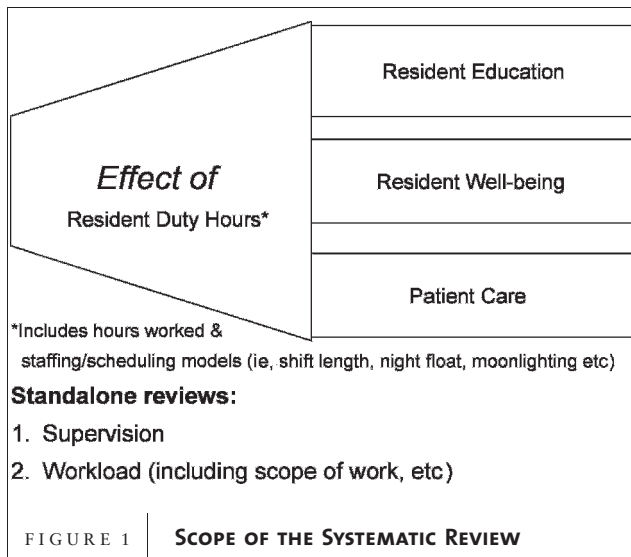 Effect of
Resident Duty Hours*
Resident Education
Resident Well-being
Patient Care
*Includes hours worked &
staffing/scheduling models (ie, shift length, night float, moonlighting etc)
Standalone reviews:
1. Supervision
2. Workload (including scope of work, etc)
FIGURE 1 SCOPE OF THE SYSTEMATIC REVIEW